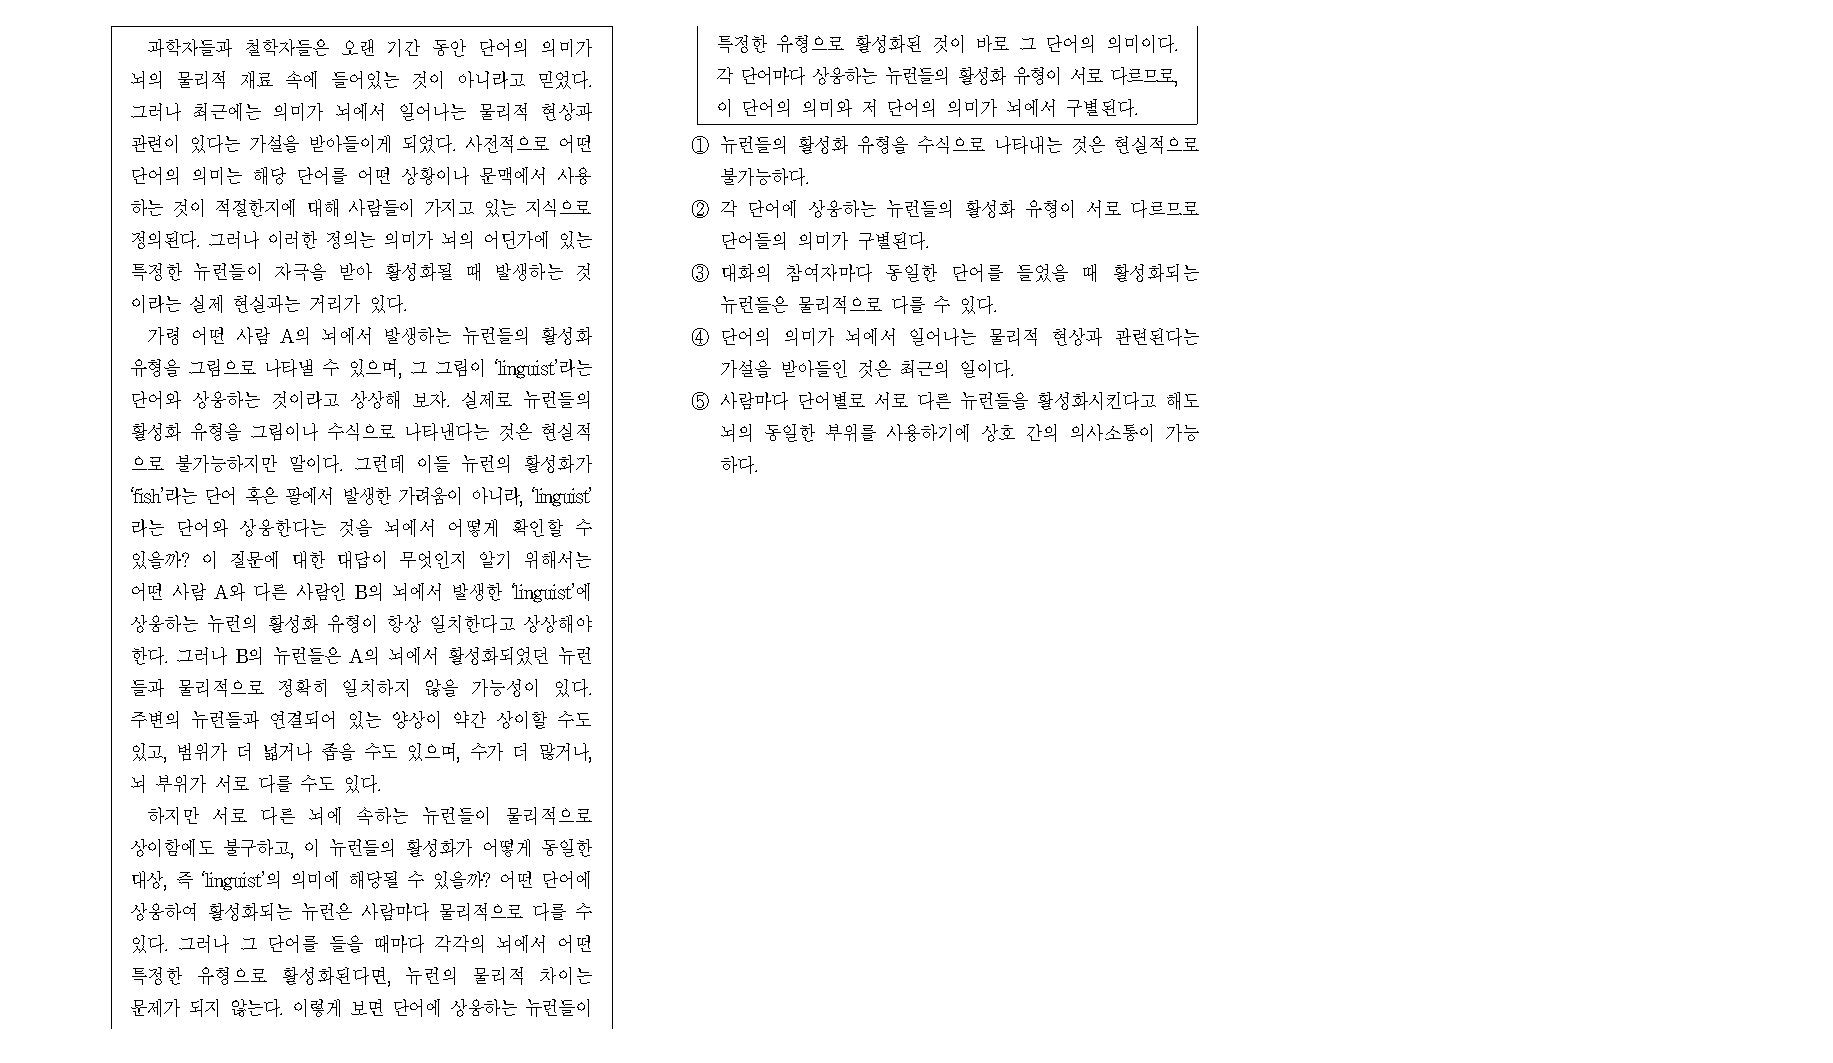 과학자들과 철학자들은 오랜 기간 동안 단어의 의미가
뇌의 물리적 재료 속에 들어있는 것이 아니라고 믿었다.
그러나 최근에는 의미가 뇌에서 일어나는 물리적 현상과
관련이 있다는 가설을 받아들이게 되었다. 사전적으로 어떤
단어의 의미는 해당 단어를 어떤 상황이나 문맥에서 사용
하는 것이 적절한지에 대해 사람들이 가지고 있는 지식으로
정의된다. 그러나 이러한 정의는 의미가 뇌의 어딘가에 있는
특정한 뉴런들이 자극을 받아 활성화될 때 발생하는 것
이라는 실제 현실과는 거리가 있다.
가령 어떤 사람 A의 뇌에서 발생하는 뉴런들의 활성화
유형을 그림으로 나타낼 수 있으며, 그 그림이 ‘linguist’라는
단어와 상응하는 것이라고 상상해 보자. 실제로 뉴런들의
활성화 유형을 그림이나 수식으로 나타낸다는 것은 현실적
으로 불가능하지만 말이다. 그런데 이들 뉴런의 활성화가
‘fish’라는 단어 혹은 팔에서 발생한 가려움이 아니라, ‘linguist’
라는 단어와 상응한다는 것을 뇌에서 어떻게 확인할 수
있을까? 이 질문에 대한 대답이 무엇인지 알기 위해서는
어떤 사람 A와 다른 사람인 B의 뇌에서 발생한 ‘linguist’에
상응하는 뉴런의 활성화 유형이 항상 일치한다고 상상해야
한다. 그러나 B의 뉴런들은 A의 뇌에서 활성화되었던 뉴런
들과 물리적으로 정확히 일치하지 않을 가능성이 있다.
주변의 뉴런들과 연결되어 있는 양상이 약간 상이할 수도
있고, 범위가 더 넓거나 좁을 수도 있으며, 수가 더 많거나,
뇌 부위가 서로 다를 수도 있다.
하지만 서로 다른 뇌에 속하는 뉴런들이 물리적으로
상이함에도 불구하고, 이 뉴런들의 활성화가 어떻게 동일한
대상, 즉 ‘linguist’의 의미에 해당될 수 있을까? 어떤 단어에
상응하여 활성화되는 뉴런은 사람마다 물리적으로 다를 수
있다. 그러나 그 단어를 들을 때마다 각각의 뇌에서 어떤
특정한 유형으로 활성화된다면, 뉴런의 물리적 차이는
문제가 되지 않는다. 이렇게 보면 단어에 상응하는 뉴런들이
특정한 유형으로 활성화된 것이 바로 그 단어의 의미이다.
각 단어마다 상응하는 뉴런들의 활성화 유형이 서로 다르므로,
이 단어의 의미와 저 단어의 의미가 뇌에서 구별된다.
① 뉴런들의 활성화 유형을 수식으로 나타내는 것은 현실적으로
불가능하다.
② 각 단어에 상응하는 뉴런들의 활성화 유형이 서로 다르므로
단어들의 의미가 구별된다.
③ 대화의 참여자마다 동일한 단어를 들었을 때 활성화되는
뉴런들은 물리적으로 다를 수 있다.
④ 단어의 의미가 뇌에서 일어나는 물리적 현상과 관련된다는
가설을 받아들인 것은 최근의 일이다.
⑤ 사람마다 단어별로 서로 다른 뉴런들을 활성화시킨다고 해도
뇌의 동일한 부위를 사용하기에 상호 간의 의사소통이 가능
하다.